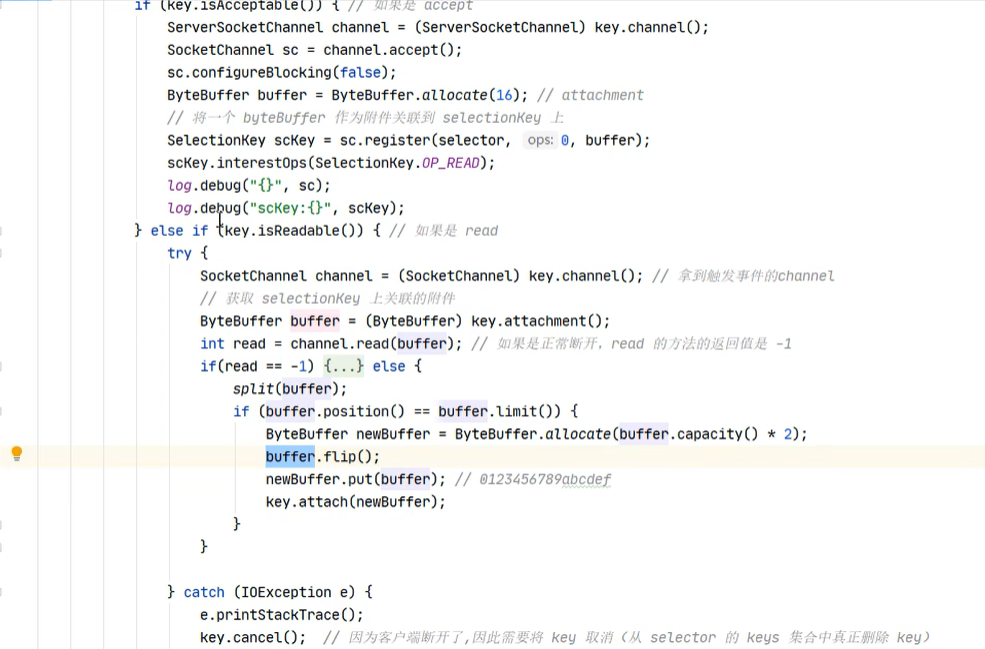 if (key.isAcceptable()) { // 如果是 accept
ServerSocketChannel channel = (ServerSocketChannel) key.channel();
SocketChannel sc = channel.accept();
sc.configureBlocking(false);
ByteBuffer buffer = ByteBuffer.allocate(16); // attachment
// 将一个 byteBuffer 作为附件关联到 selectionKey 上
SelectionKey scKey = sc.register(selector, ops: 0, buffer);
scKey.interestOps(SelectionKey.OP_READ);
log.debug("{}", sc);
log.debug("scKey:{}", scKey);
} else if (key.isReadable()) { // 如果是 read
try {
SocketChannel channel = (SocketChannel) key.channel(); // 拿到触发事件的channel
// 获取 selectionKey 上关联的附件
ByteBuffer buffer = (ByteBuffer) key.attachment();
int read = channel.read(buffer); // 如果是正常断开，read 的方法的返回值是 -1
if(read == -1) {...} else {
split(buffer);
if (buffer.position() == buffer.limit()) {
ByteBuffer newBuffer = ByteBuffer.allocate(buffer.capacity() * 2);
buffer.flip();
newBuffer.put(buffer); // 0123456789abcdef
key.attach(newBuffer);
}
}
} catch (IOException e) {
e.printStackTrace();
key.cancel(); // 因为客户端断开了,因此需要将 key 取消（从 selector 的 keys 集合中真正删除 key）